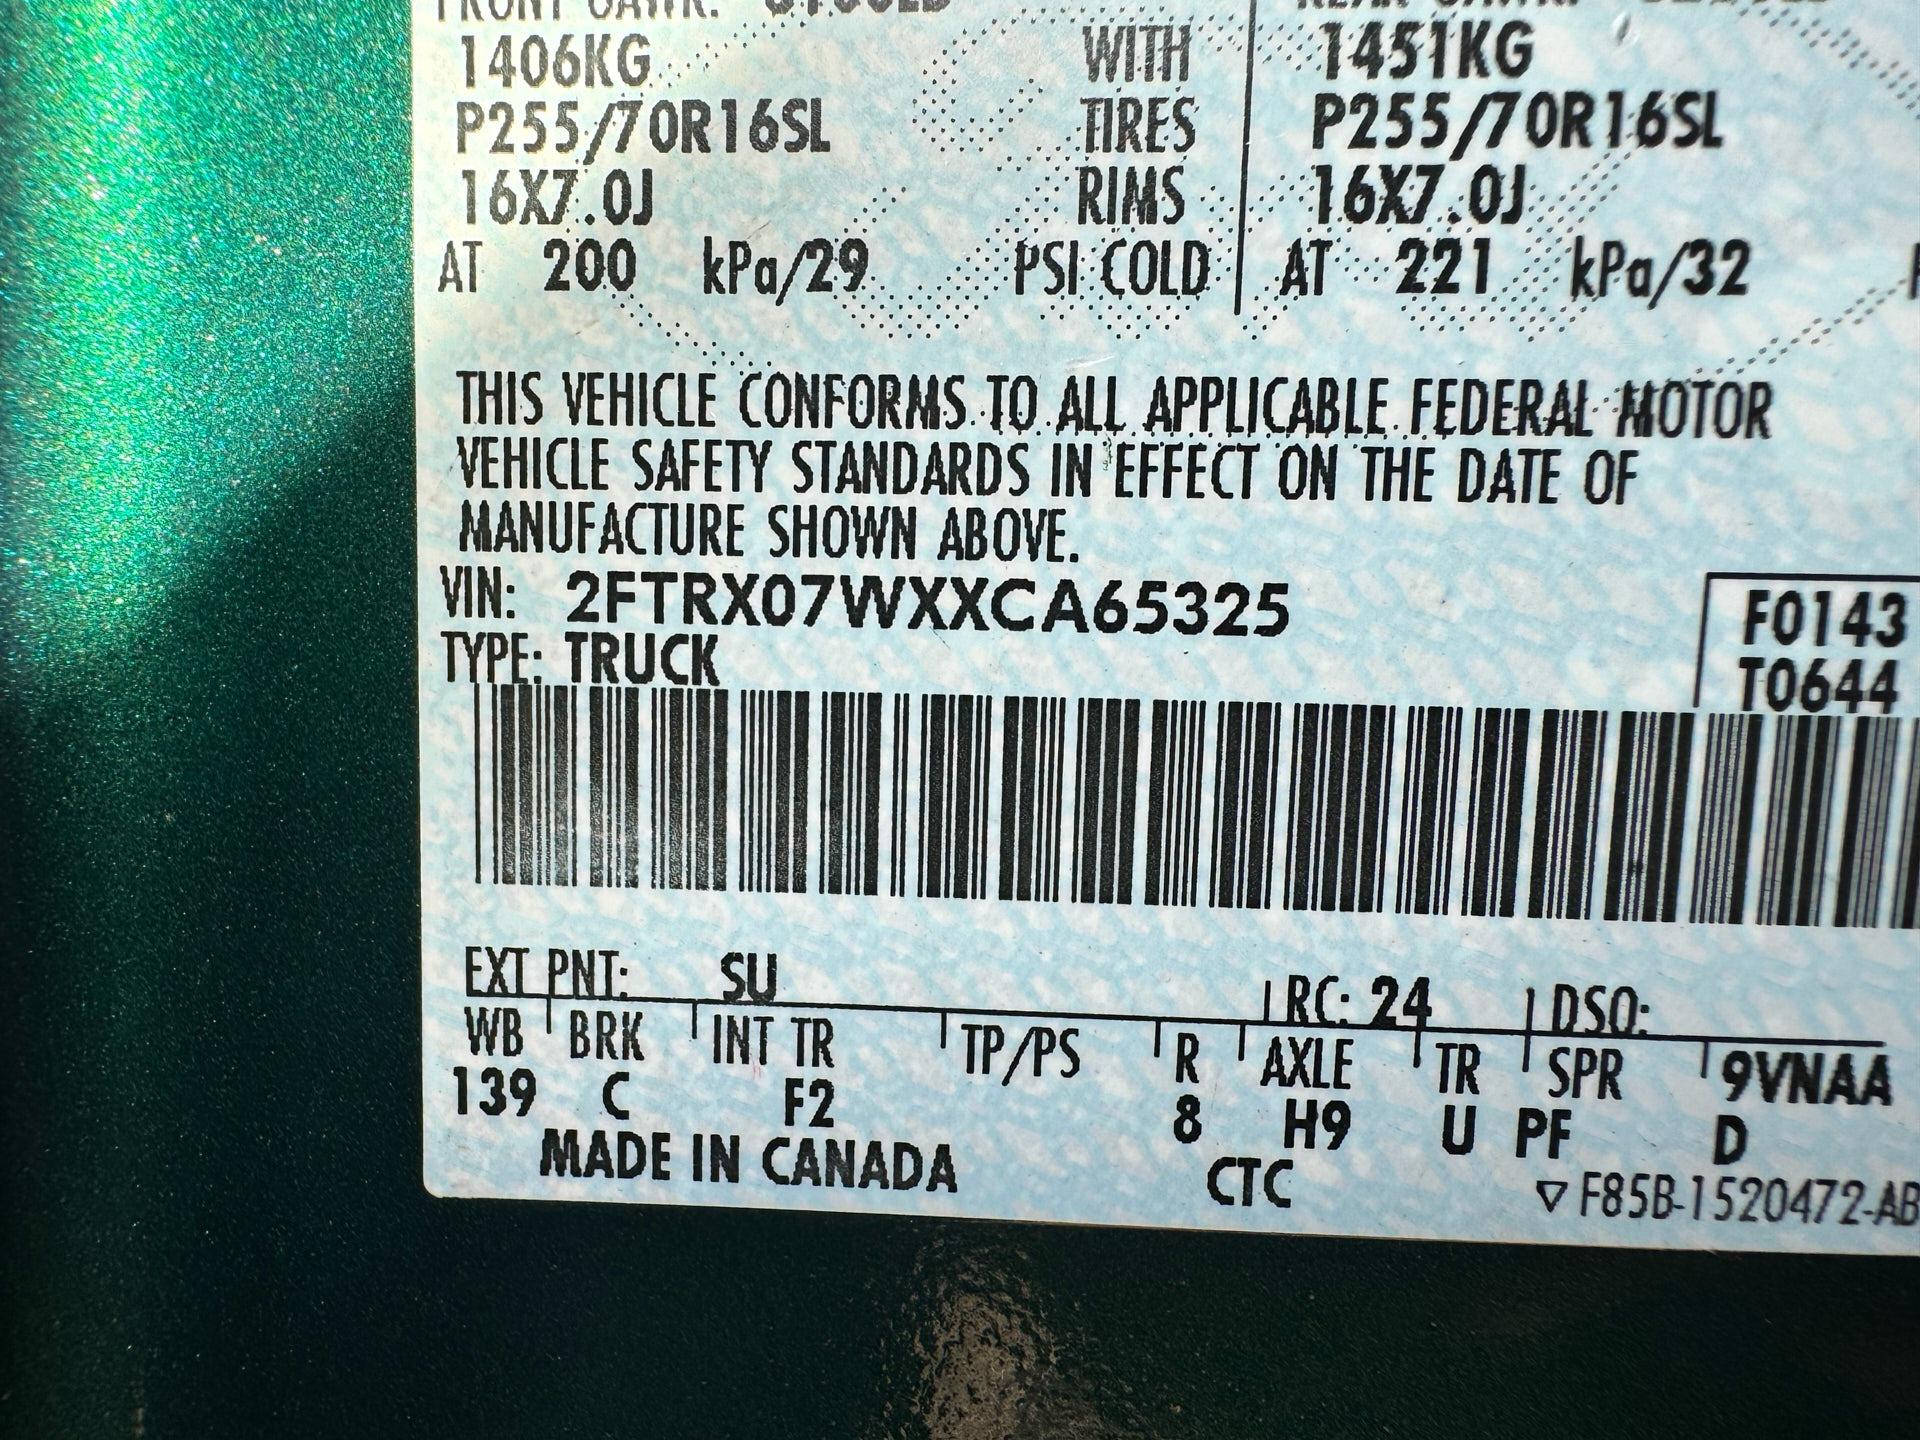 1406KG WITH 1451KG
P255/70R16SL TIRES P255/70R16SL
16X7.0J RIMS 16X7.0J
AT 200 kPa/29 PSI COLD AT 221 kPa/32
THIS VEHICLE CONFORMS TO ALL APPLICABLE FEDERAL MOTOR
VEHICLE SAFETY STANDARDS IN EFFECT ON THE DATE OF
MANUFACTURE SHOWN ABOVE.
VIN: 2FTRX07WXXCA65325 F0143
TYPE: TRUCK T0644
EXT PNT: SU RC: 24 DSO:
WB BRK INT TR TP/PS R AXLE TR SPR 9VNAA
139 C F2 8 H9 U PF D
MADE IN CANADA CTC ▽ F85B-1520472-AB